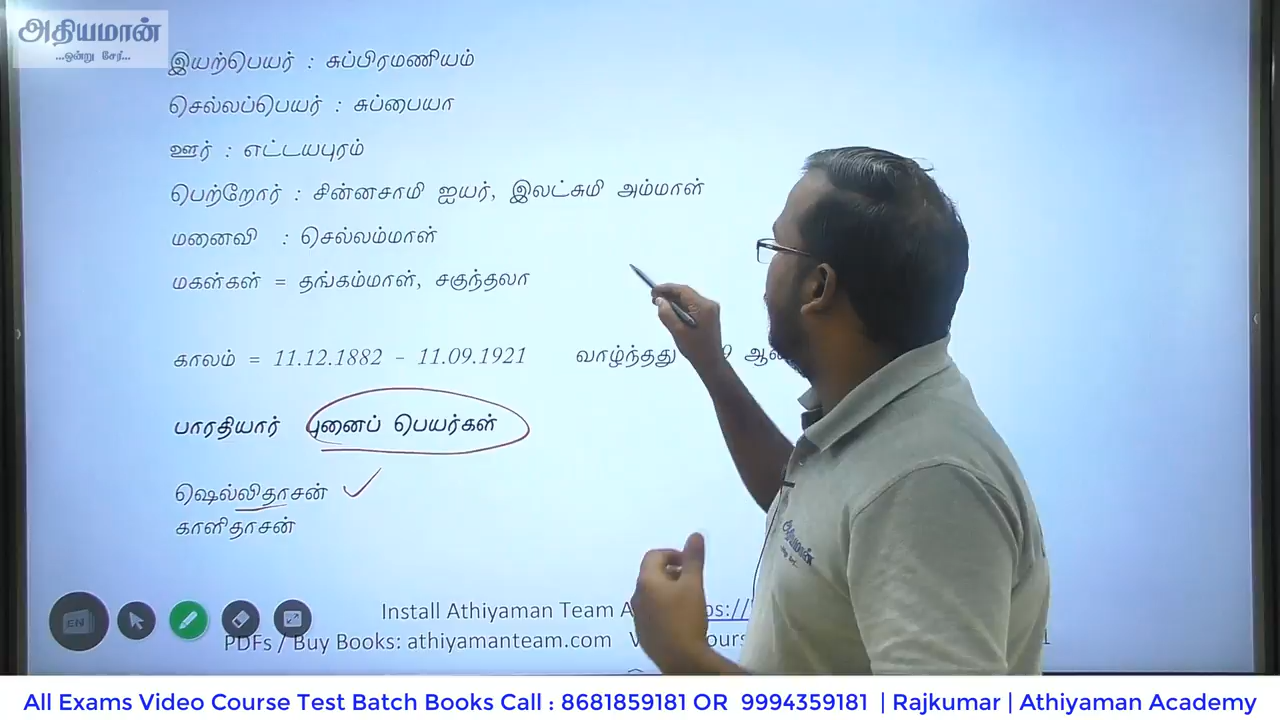 அதியமான்
...ஒன்று சேர்...
இயற்பெயர் : சுப்பிரமணியம்
செல்லப்பெயர் : சுப்பையா
ஊர் : எட்டயபுரம்
பெற்றோர் : சின்னசாமி ஐயர், இலட்சுமி அம்மாள்
மனைவி : செல்லம்மாள்
மகள்கள் = தங்கம்மாள், சகுந்தலா
காலம் = 11.12.1882 – 11.09.1921 வாழ்ந்தது
பாரதியார் புனைப் பெயர்கள்
ஷெல்லிதாசன்
காளிதாசன்
EN
Install Athiyaman Team
PDFs / Buy Books: athiyamanteam.com
அதியமான்
All Exams Video Course Test Batch Books Call : 8681859181 OR 9994359181 | Rajkumar | Athiyaman Academy